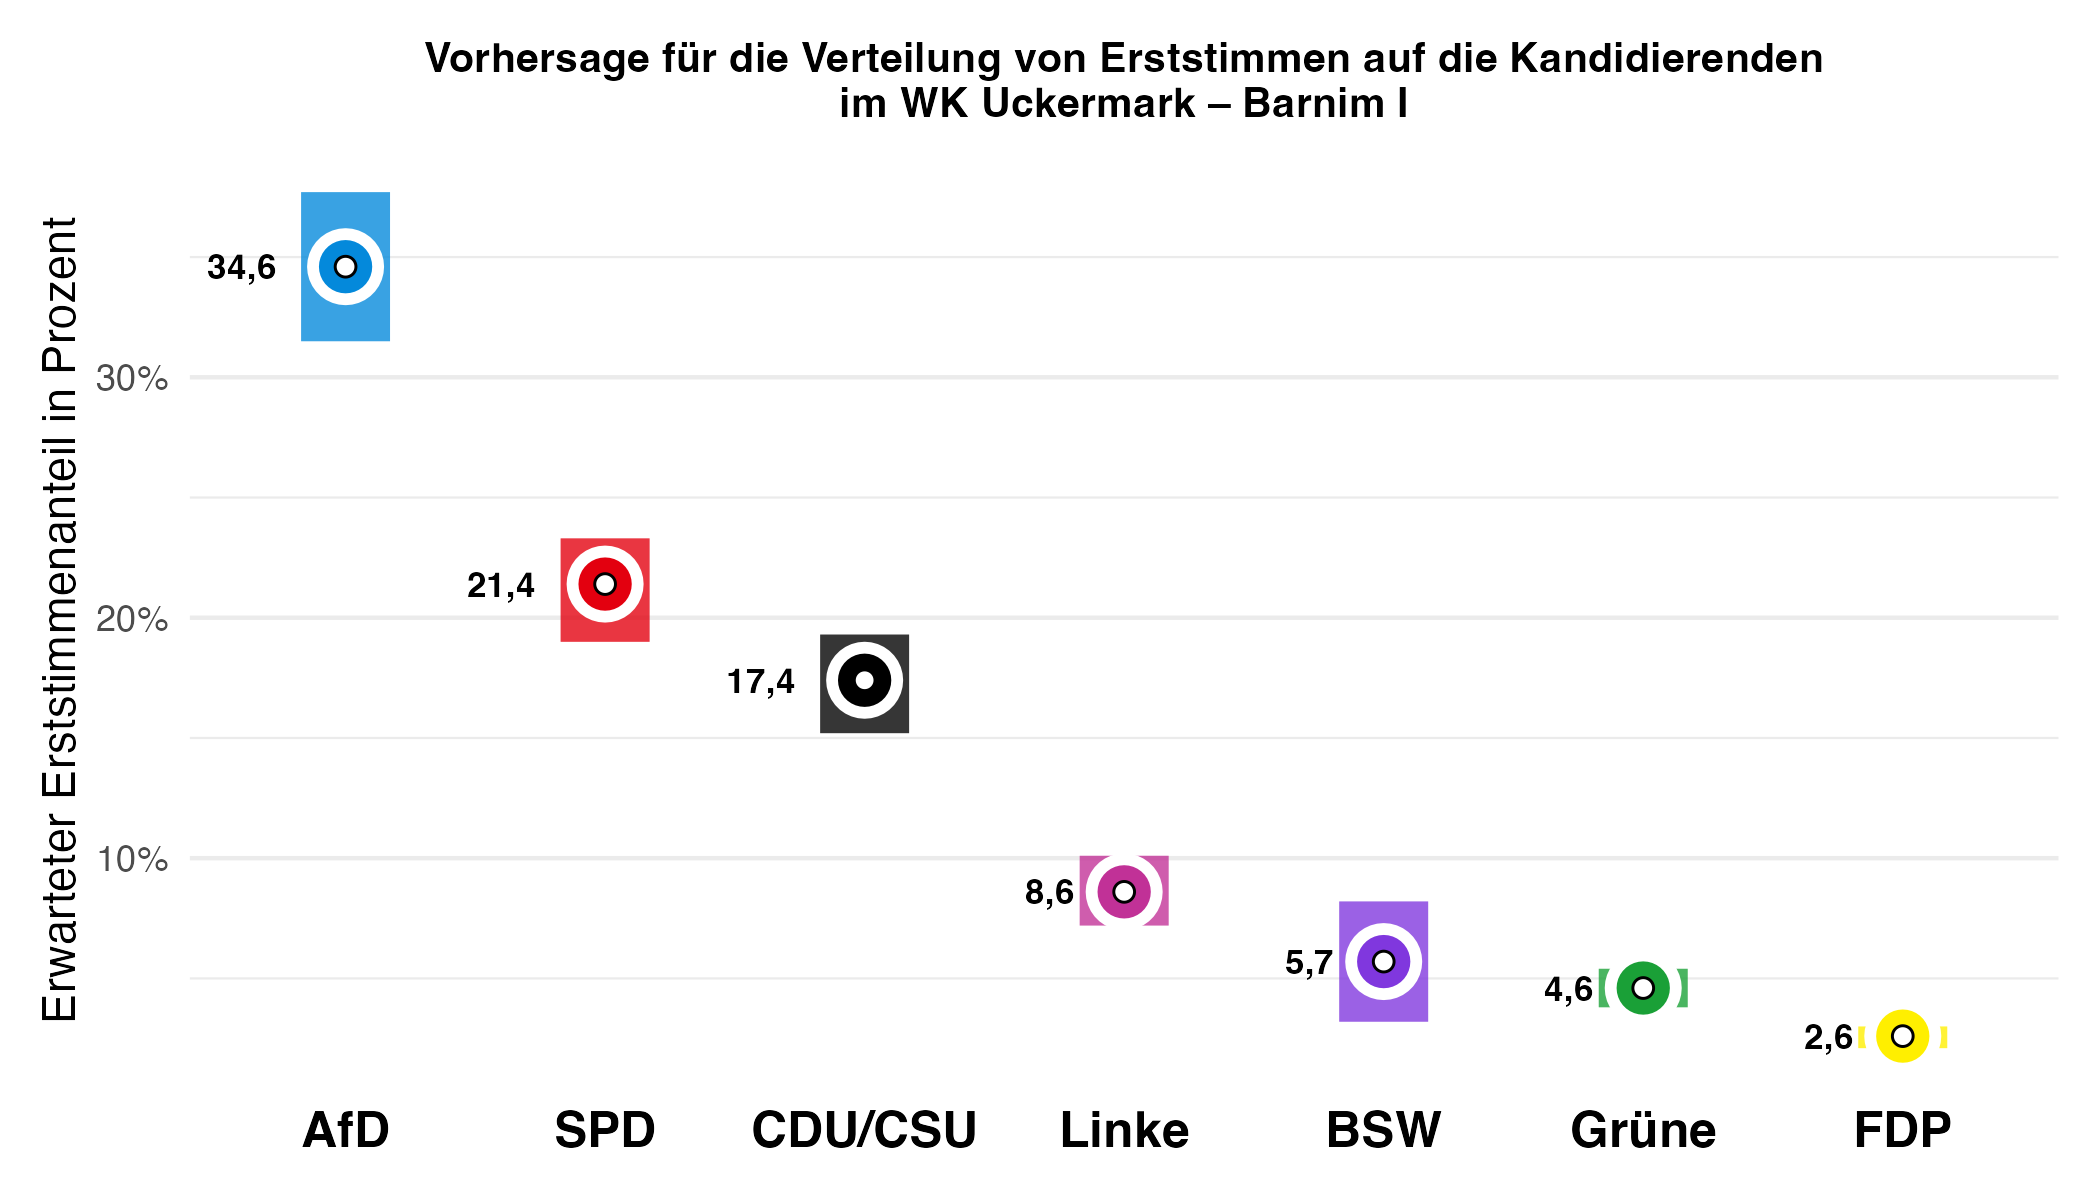 Vorhersage für die Verteilung von Erststimmen auf die Kandidierenden
im WK Uckermark – Barnim I
Erwarteter Erststimmenanteil in Prozent
34,6
30%
21,4
20%
17,4
10%
8,6
5,7
4,6
2,6
AfD SPD CDU/CSU Linke BSW Grüne FDP